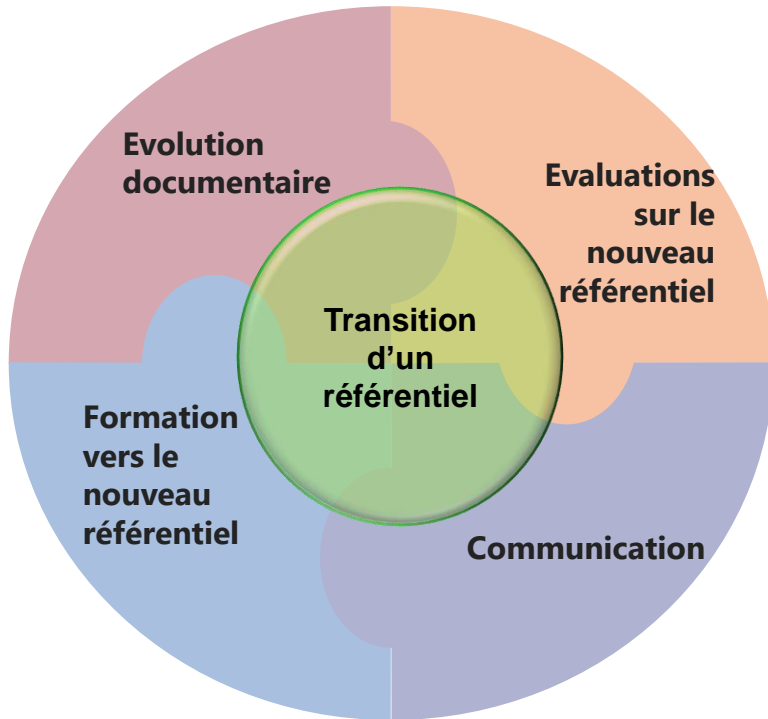 Evolution
documentaire
Evaluations
sur le
nouveau
référentiel
Transition
d’un
référentiel
Formation
vers le
nouveau
référentiel
Communication